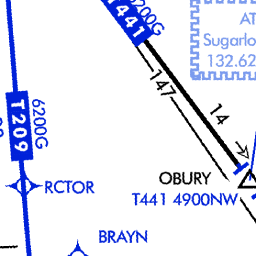 T441
6200G
AT
Sugarlo
132.62
147
14
T209
6200G
RCTOR
OBURY
T441 4900NW
BRAYN